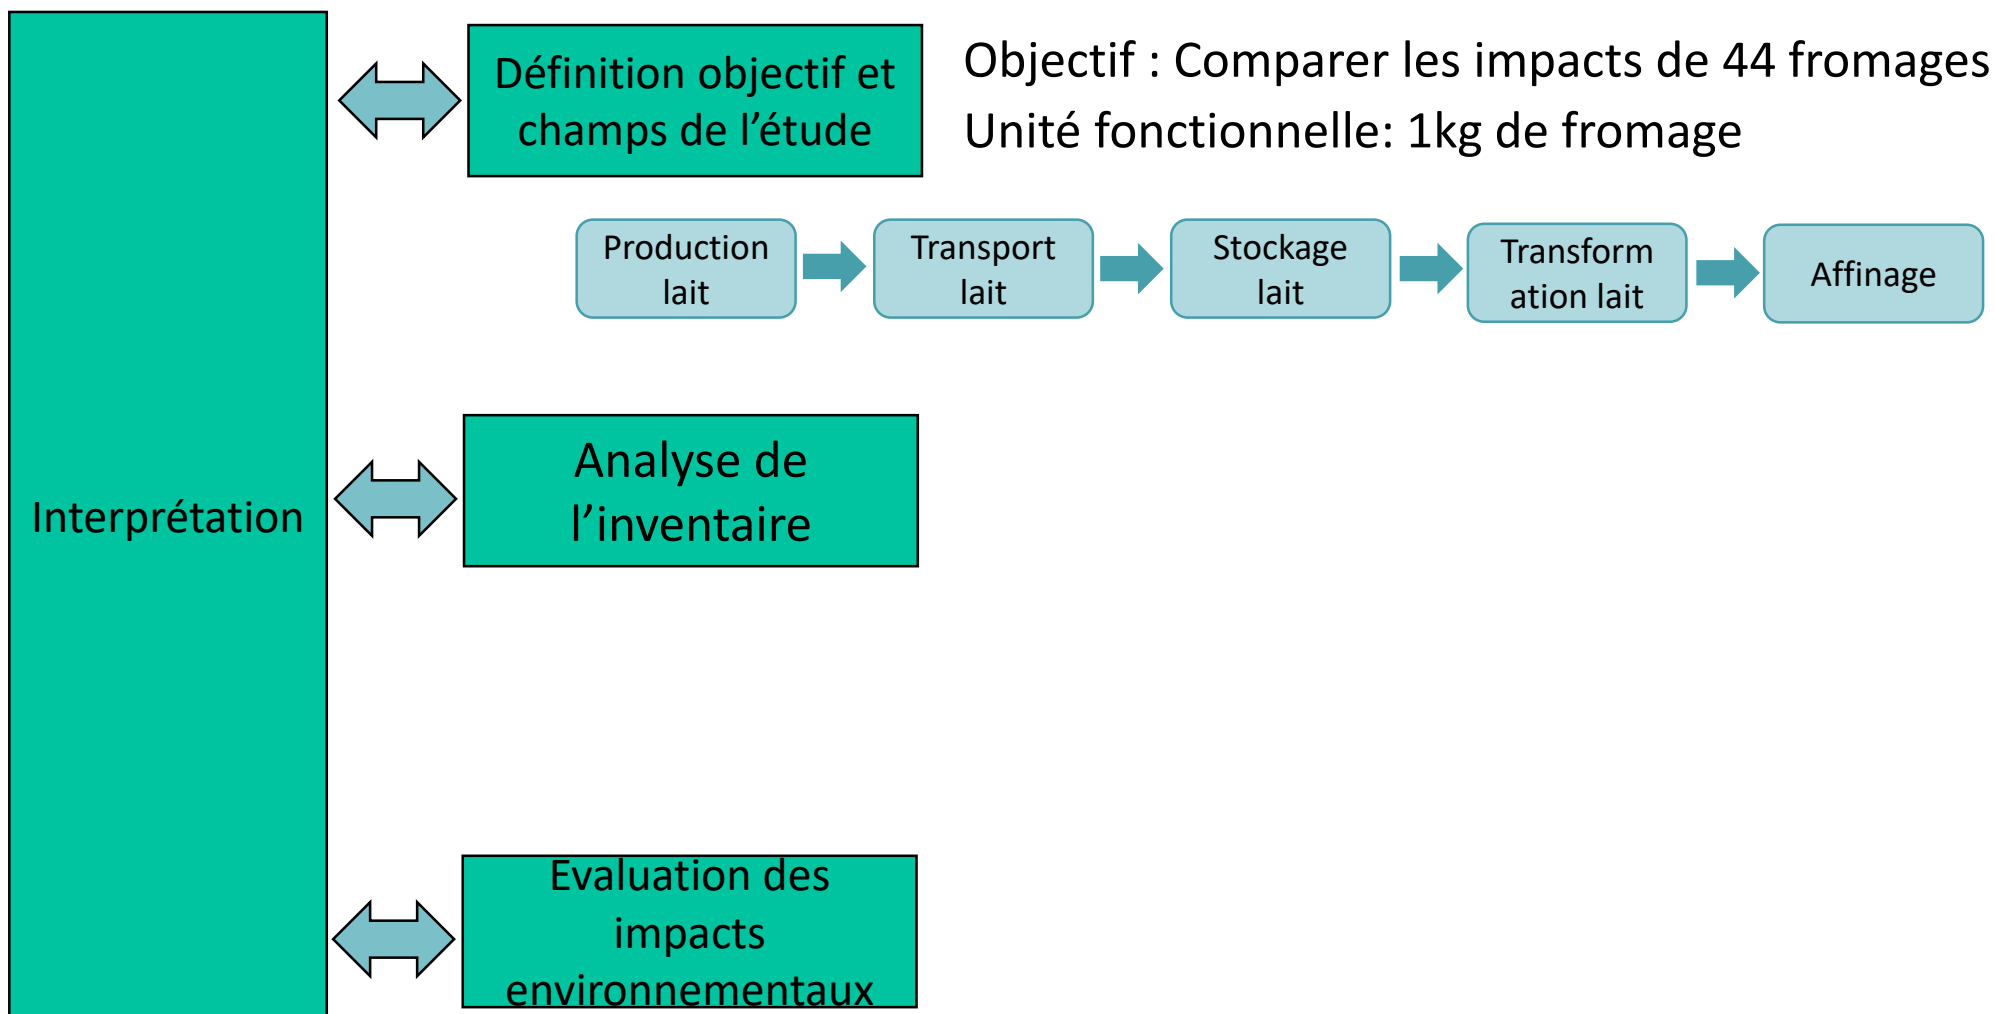 Définition objectif et
champs de l’étude
Objectif : Comparer les impacts de 44 fromages
Unité fonctionnelle: 1kg de fromage
Production
lait
Transport
lait
Stockage
lait
Transform
ation lait
Affinage
Interprétation
Analyse de
l’inventaire
Evaluation des
impacts
environnementaux